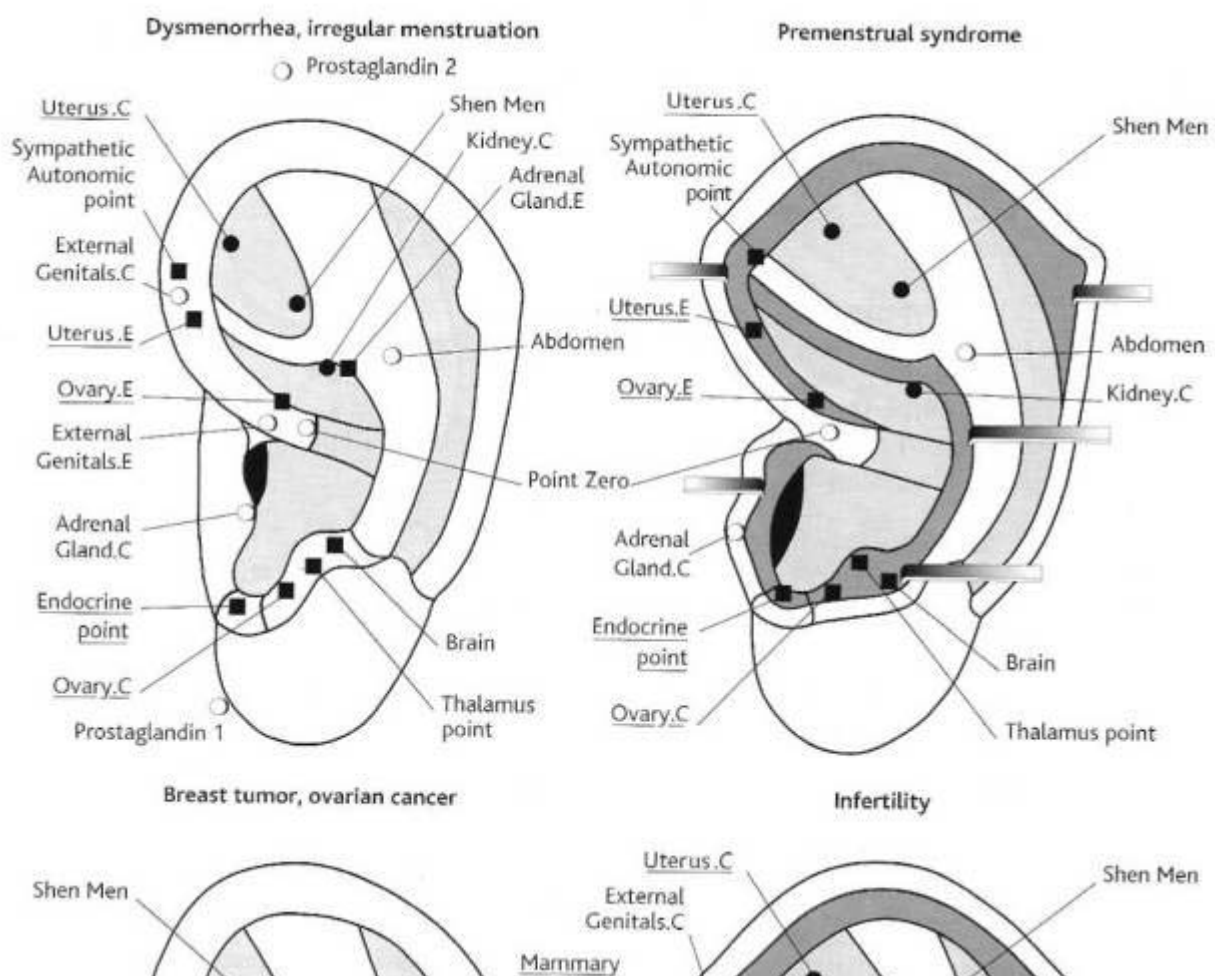 Dysmenorrhea, irregular menstruation
Prostaglandin 2
Uterus.C
Shen Men
Sympathetic
Autonomic
point
Kidney.C
Adrenal
Gland.E
External
Genitals.C
Uterus.E
Abdomen
Ovary.E
External
Genitals.E
Point Zero
Adrenal
Gland.C
Endocrine
point
Brain
Ovary.C
Thalamus
point
Prostaglandin 1
Premenstrual syndrome
Uterus.C
Shen Men
Sympathetic
Autonomic
point
Uterus.E
Abdomen
Ovary.E
Kidney.C
Adrenal
Gland.C
Endocrine
point
Brain
Ovary.C
Thalamus point
Breast tumor, ovarian cancer
Shen Men
Mammary
Infertility
Uterus.C
External
Genitals.C
Shen Men